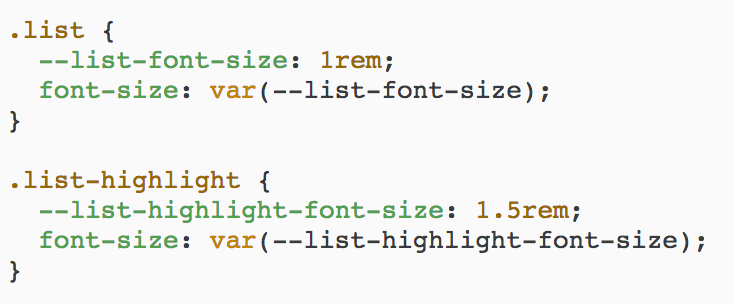 .list {
  --list-font-size: 1rem;
  font-size: var(--list-font-size);
}

.list-highlight {
  --list-highlight-font-size: 1.5rem;
  font-size: var(--list-highlight-font-size);
}